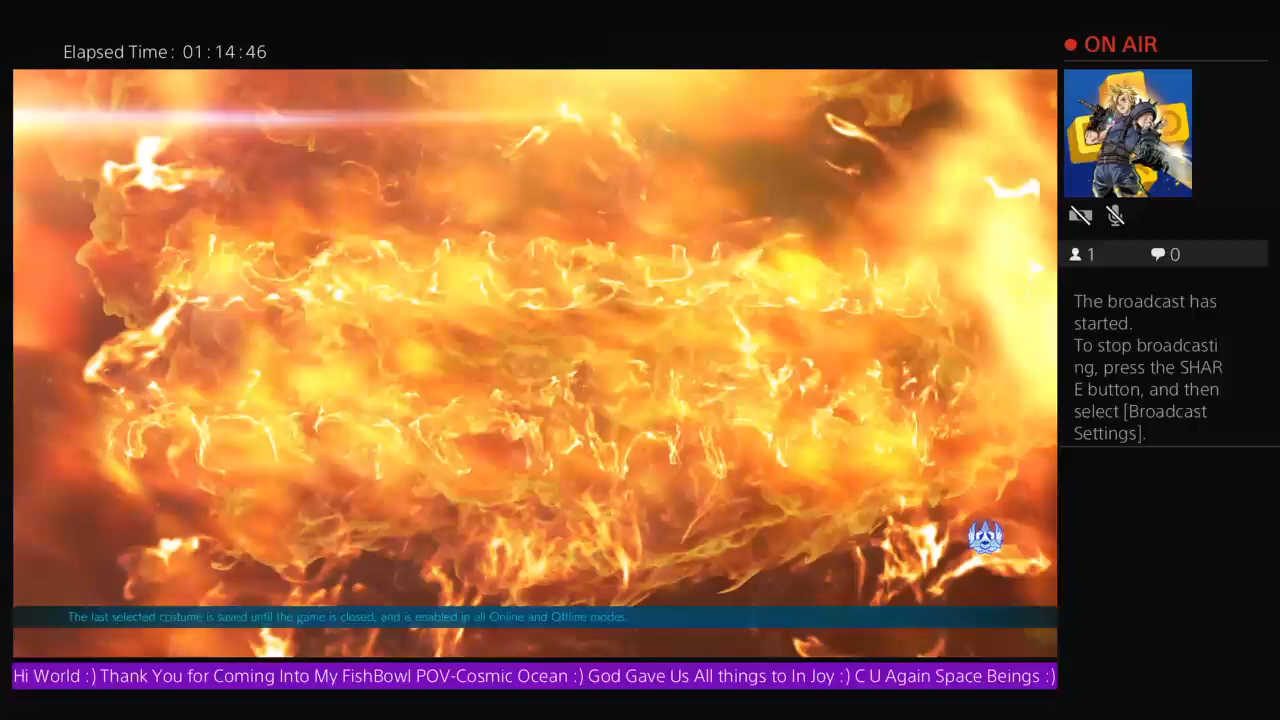 Elapsed Time: 01:14:46
ON AIR
1
0
The broadcast has
started.
To stop broadcasti
ng, press the SHAR
E button, and then
select [Broadcast
Settings].
The last selected costume is saved until the game is closed, and is enabled in all Online and Offline modes.
Hi World :) Thank You for Coming Into My FishBowl POV-Cosmic Ocean :) God Gave Us All things to In Joy :) C U Again Space Beings :)